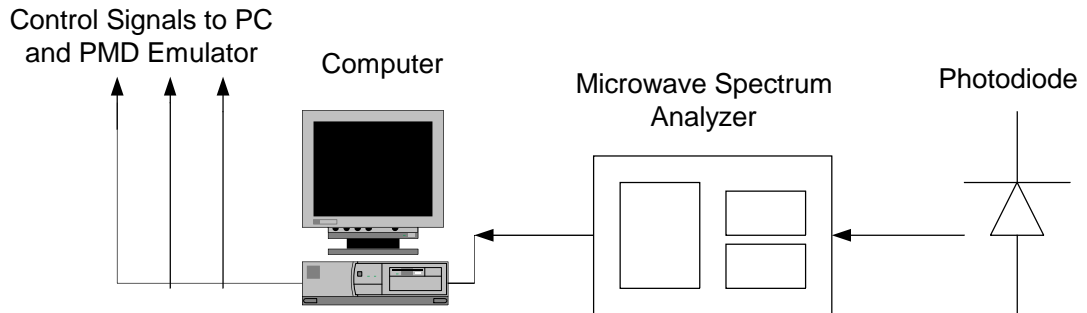 Control Signals to PC
and PMD Emulator
Computer
Microwave Spectrum
Analyzer
Photodiode